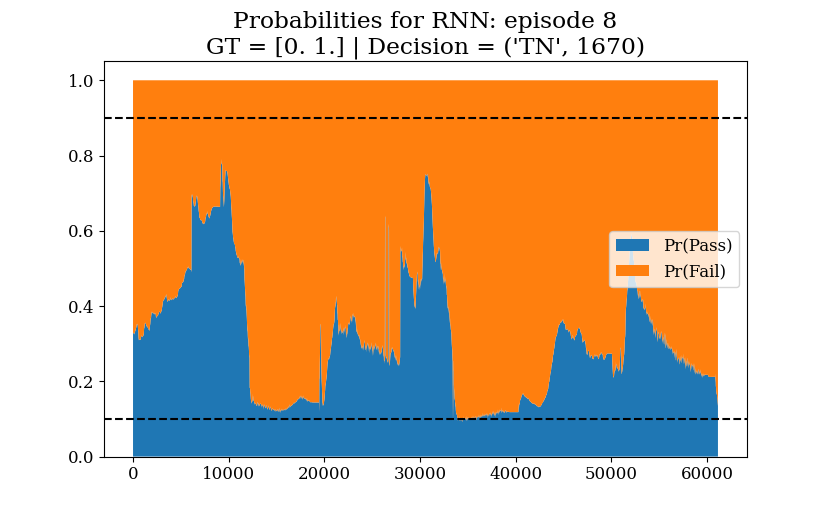 Probabilities for RNN: episode 8
GT = [0. 1.] | Decision = ('TN', 1670)
1.0
0.8
0.6
0.4
0.2
0.0
Pr(Pass)
Pr(Fail)
0 10000 20000 30000 40000 50000 60000